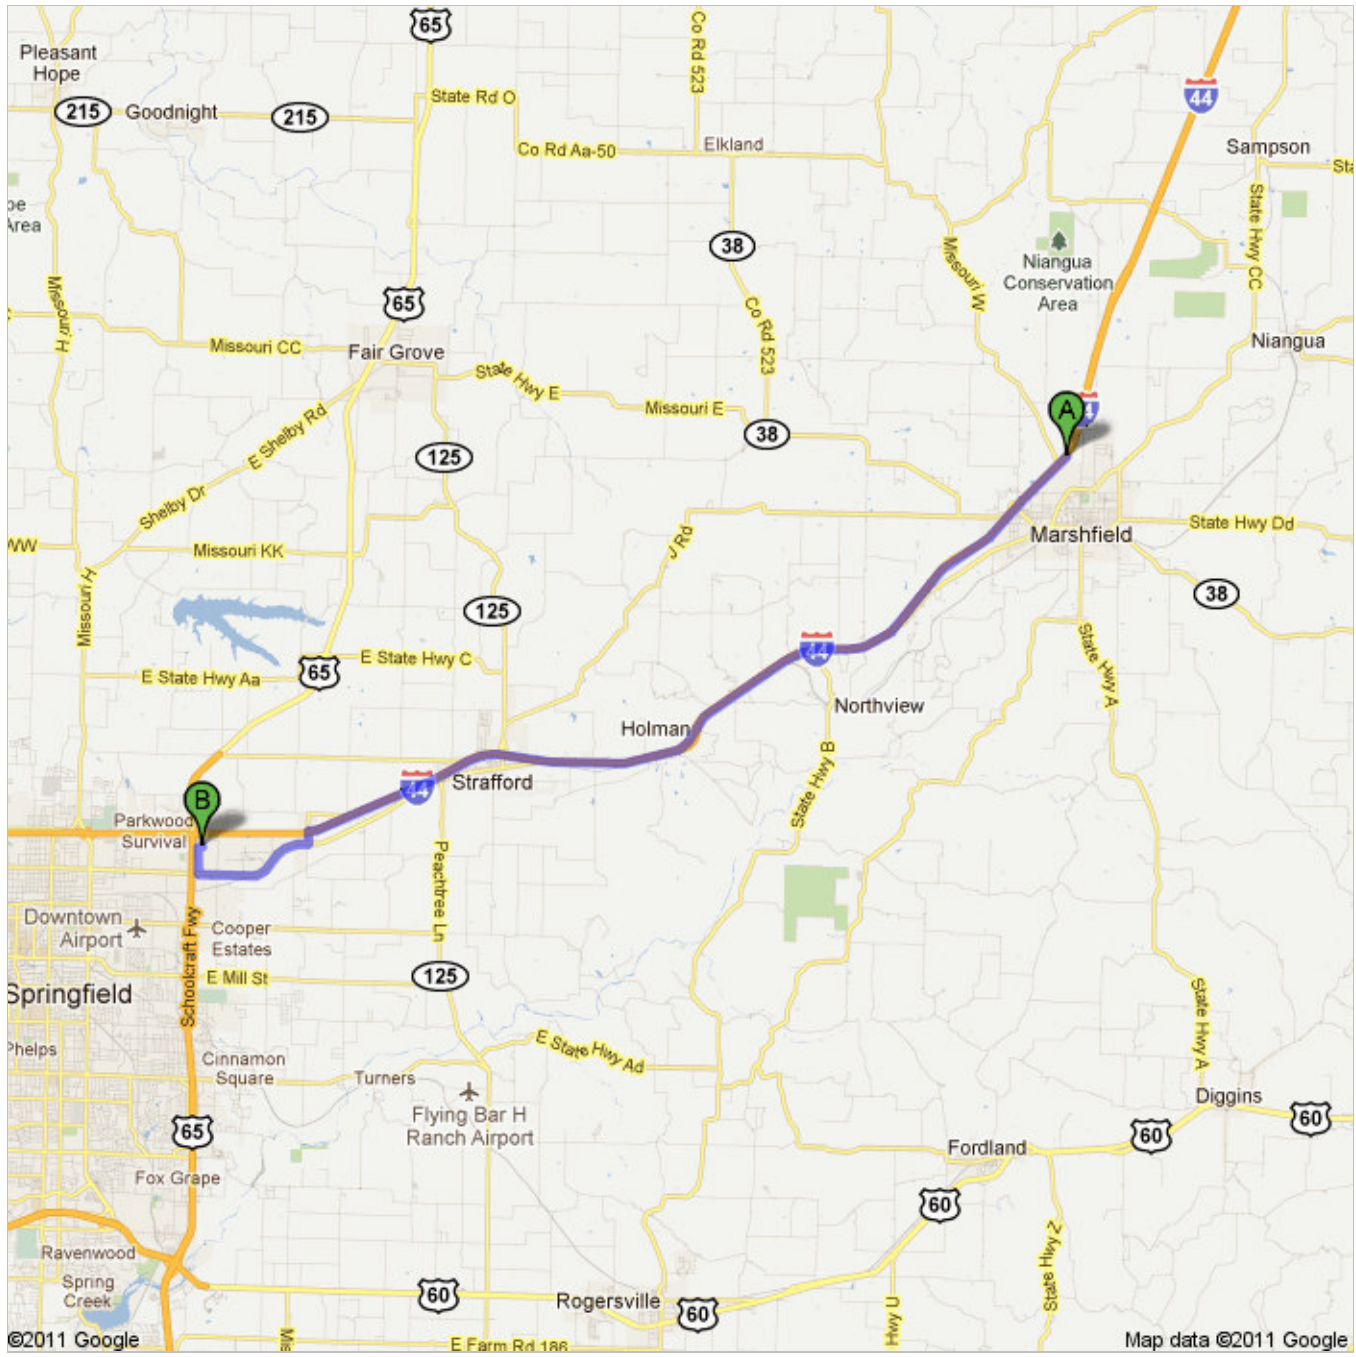 65
Pleasant
Hope
Co Rd 523
44
State Rd O
215
Goodnight
215
Elkland
Co Rd Aa-50
Sampson
Area
38
State Hwy CC
Missouri W
Niangua
Conservation
Area
Missouri H
65
Co Rd 523
Missouri CC
Fair Grove
Niangua
State Hwy E
Missouri E
A
E Shelby Rd
38
125
Shelby Dr
WW
Missouri KK
J Rd
Marshfield
State Hwy Dd
38
Missouri H
125
44
E State Hwy C
65
E State Hwy Aa
State Hwy A
Northview
Holman
State Hwy B
44
Strafford
B
Parkwood
Survival
Peachtree Ln
Downtown
Airport
Schoolcraft Fwy
Cooper
Estates
125
E Mill St
Springfield
State Hwy A
Phelps
E State Hwy Ad
Cinnamon
Square
Turners
Diggins
Flying Bar H
Ranch Airport
60
65
60
Fordland
Fox Grape
60
Ravenwood
State Hwy Z
Spring
Creek
60
Rogersville
60
Hwy U
©2011 Google
E Farm Rd 186
Map data ©2011 Google